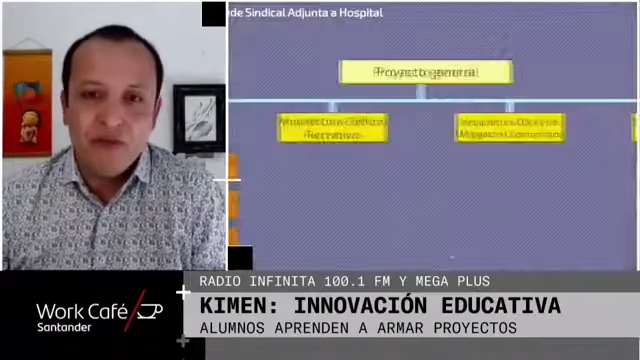 ede Sindical Adjunta a Hospital
Proyecto general
RADIO INFINITA 100.1 FM Y MEGA PLUS
KIMEN: INNOVACIÓN EDUCATIVA
ALUMNOS APRENDEN A ARMAR PROYECTOS
Work Café
Santander